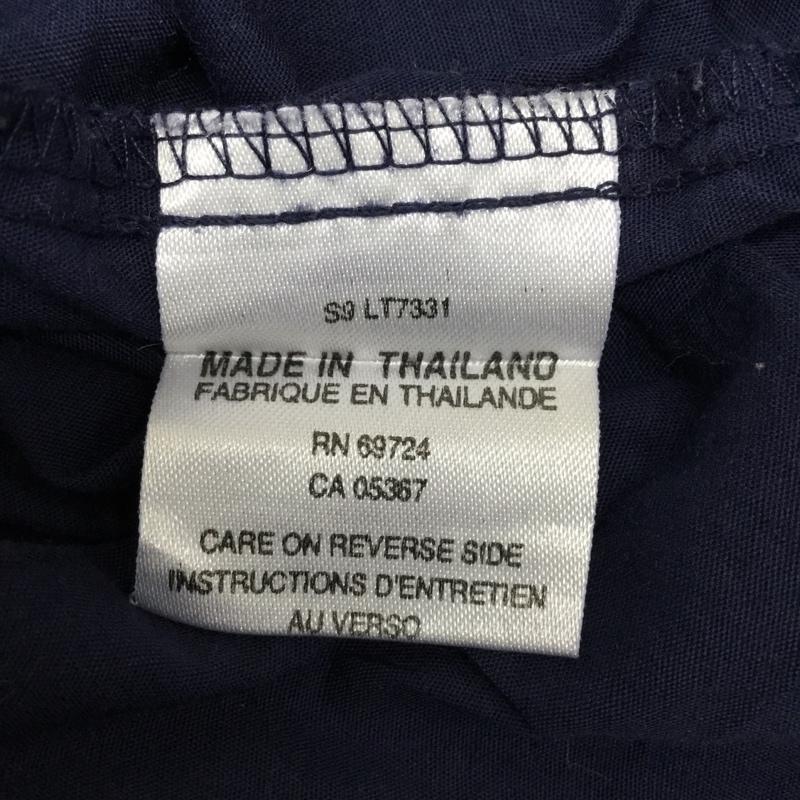 S9 LT7331
MADE IN THAILAND
FABRIQUE EN THAILANDE
RN 69724
CA 05367
CARE ON REVERSE SIDE
INSTRUCTIONS D'ENTRETIEN
AU VERSO